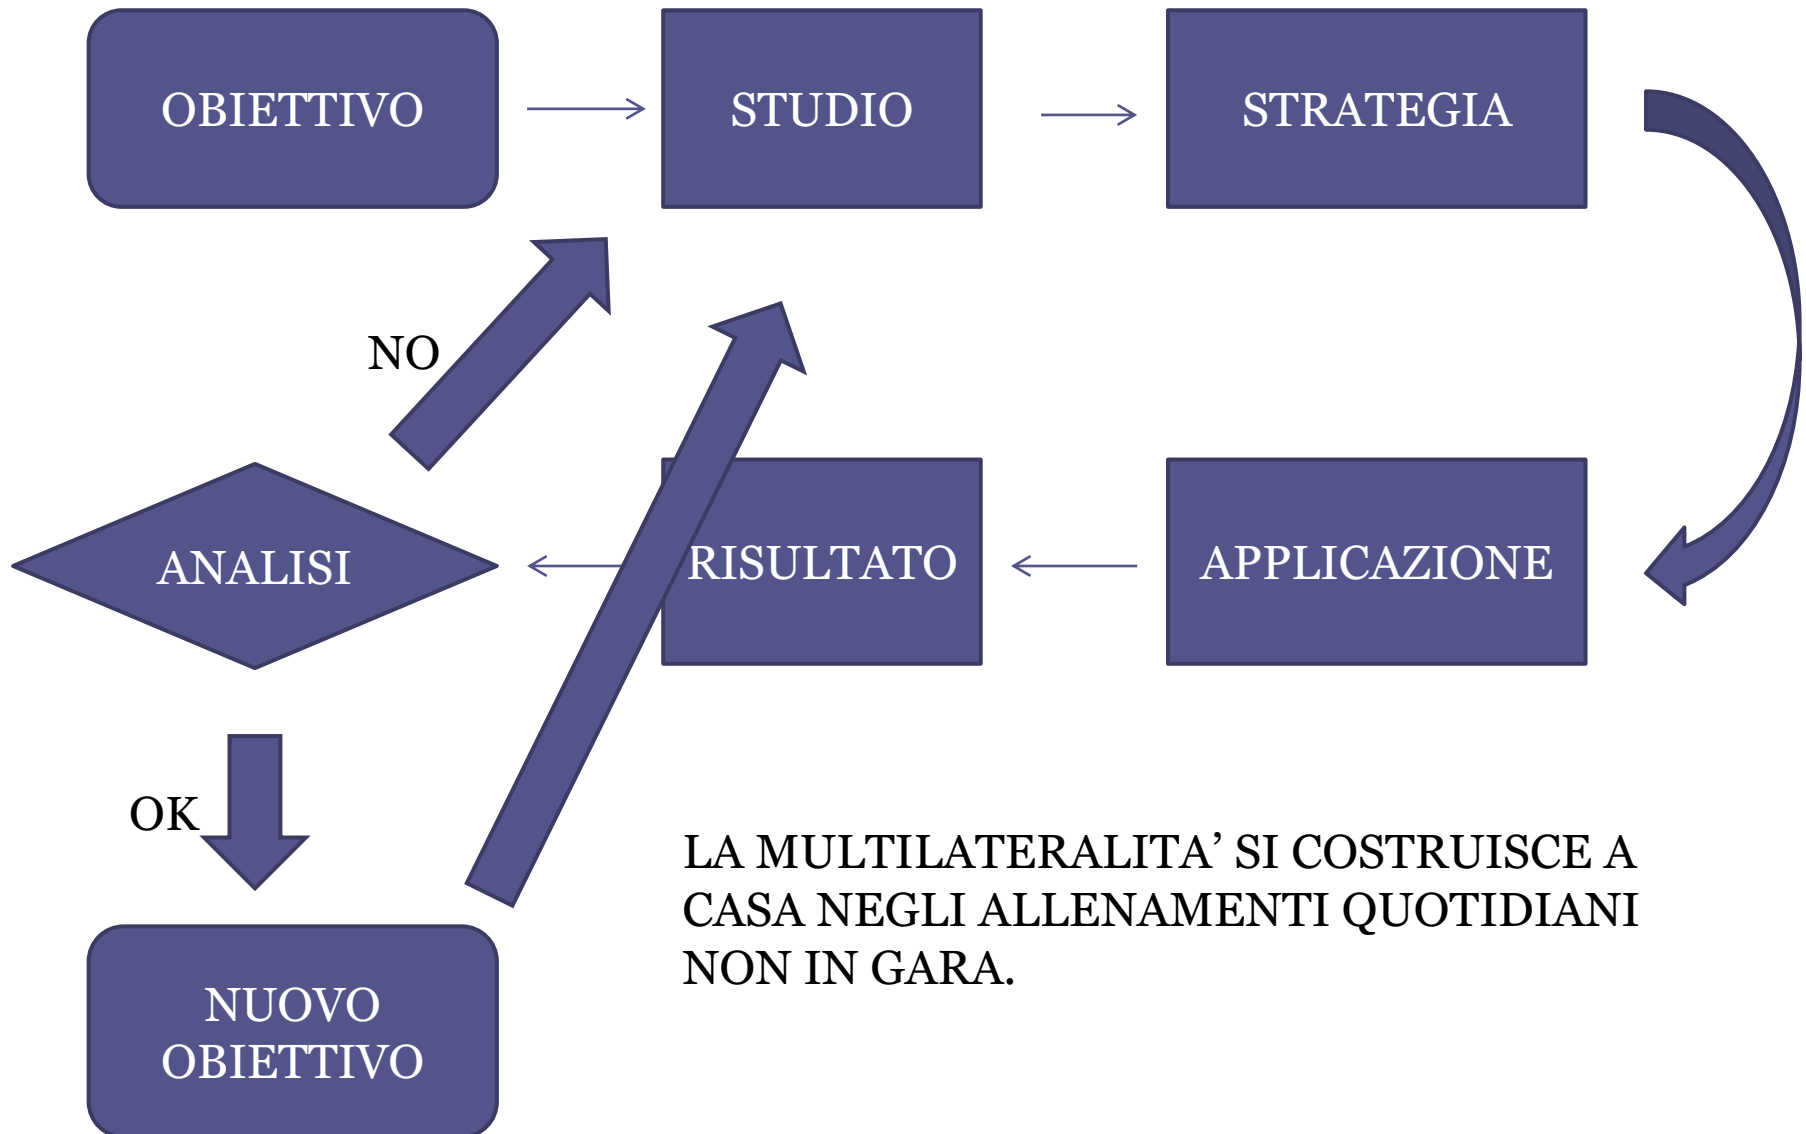 OBIETTIVO
STUDIO
STRATEGIA
NO
ANALISI
RISULTATO
APPLICAZIONE
OK
LA MULTILATERALITA’ SI COSTRUISCE A
CASA NEGLI ALLENAMENTI QUOTIDIANI
NON IN GARA.
NUOVO
OBIETTIVO